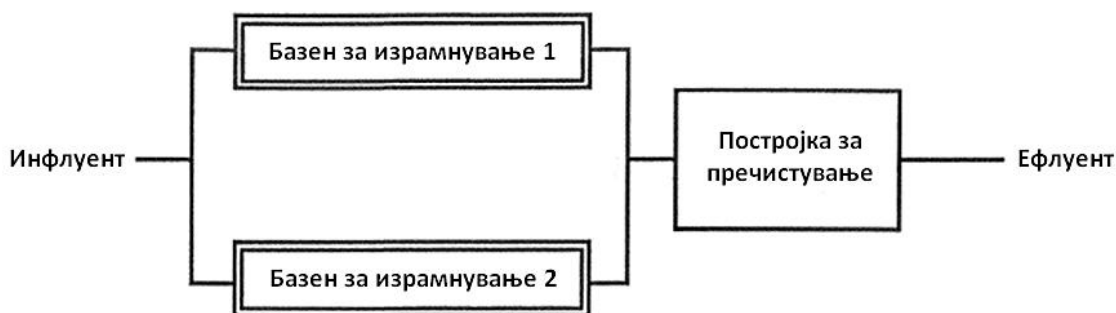 Базен за израмнување 1
Инфлуент
Постројка за
пречистување
Ефлуент
Базен за израмнување 2